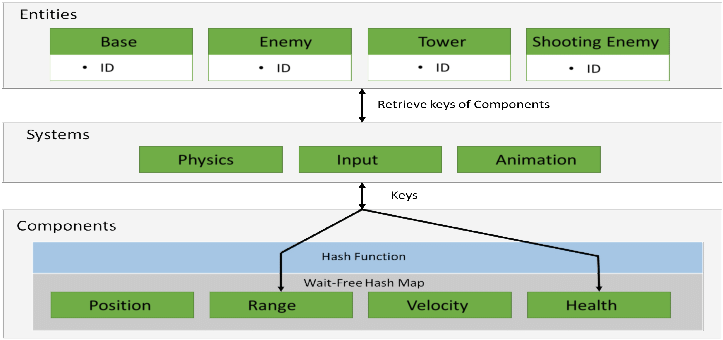 Entities
Base Enemy Tower Shooting Enemy
• ID • ID • ID • ID
Retrieve keys of Components
Systems
Physics Input Animation
Keys
Components
Hash Function
Wait-Free Hash Map
Position Range Velocity Health